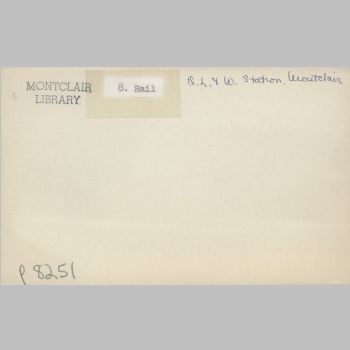 MONTCLAIR
LIBRARY
8. Rail
D.L. & W. Station, Montclair
p 8251